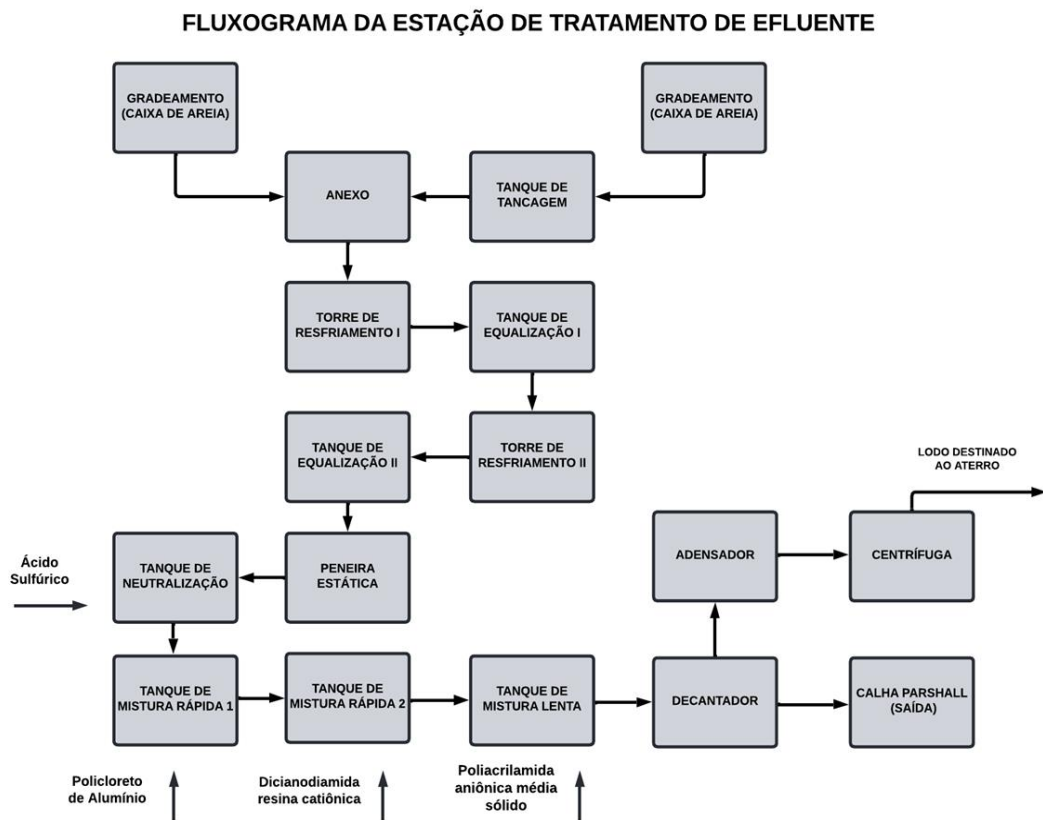 FLUXOGRAMA DA ESTAÇÃO DE TRATAMENTO DE EFLUENTE
GRADEAMENTO
(CAIXA DE AREIA)
GRADEAMENTO
(CAIXA DE AREIA)
ANEXO
TANQUE DE
TANCAGEM
TORRE DE
RESFRIAMENTO I
TANQUE DE
EQUALIZAÇÃO I
TANQUE DE
EQUALIZAÇÃO II
TORRE DE
RESFRIAMENTO II
LODO DESTINADO
AO ATERRO
Ácido
Sulfúrico
TANQUE DE
NEUTRALIZAÇÃO
PENEIRA
ESTÁTICA
ADENSADOR
CENTRÍFUGA
TANQUE DE
MISTURA RÁPIDA 1
TANQUE DE
MISTURA RÁPIDA 2
TANQUE DE
MISTURA LENTA
DECANTADOR
CALHA PARSHALL
(SAÍDA)
Policloreto
de Alumínio
Dicianodiamida
resina catiônica
Poliacrilamida
aniônica média
sólido